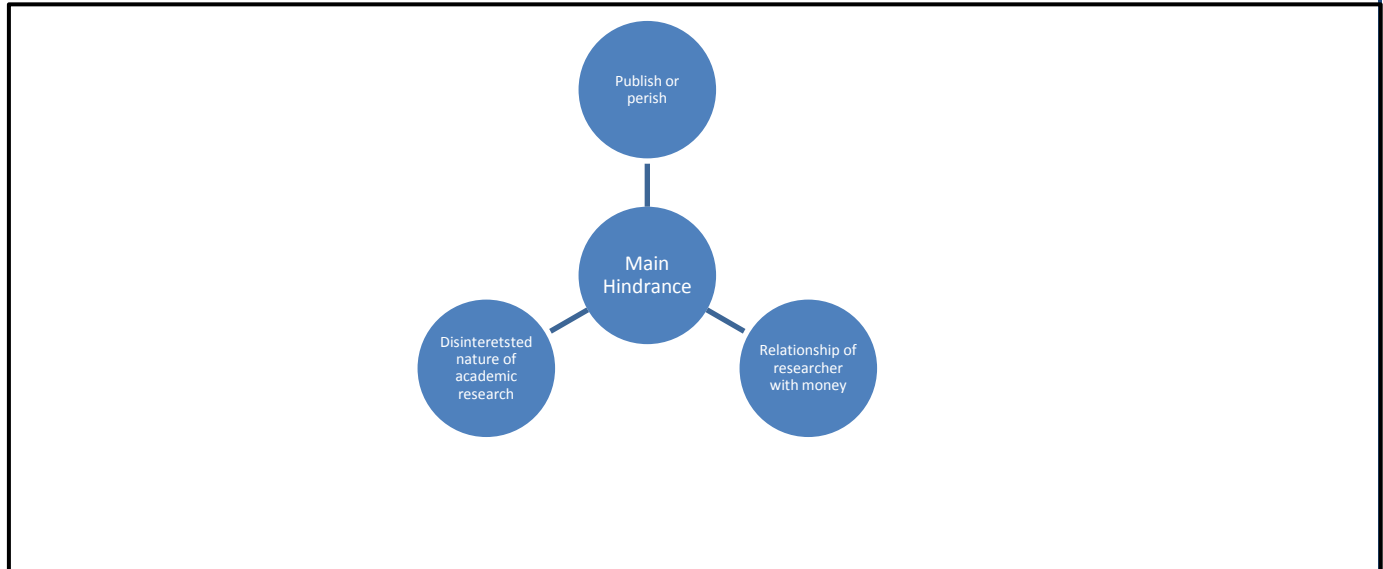 Publish or
perish
Main
Hindrance
Disinteretsted
nature of
academic
research
Relationship of
researcher
with money